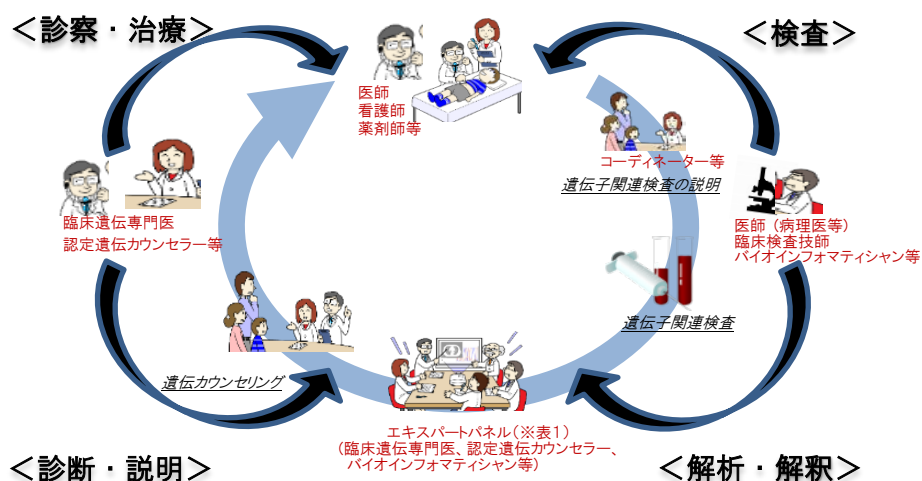 ＜診察・治療＞
＜検査＞
医師
看護師
薬剤師等
コーディネーター等
遺伝子関連検査の説明
臨床遺伝専門医
認定遺伝カウンセラー等
医師（病理医等）
臨床検査技師
バイオインフォマティシャン等
遺伝子関連検査
遺伝カウンセリング
エキスパートパネル（※表１）
（臨床遺伝専門医、認定遺伝カウンセラー、
バイオインフォマティシャン等）
＜診断・説明＞
＜解析・解釈＞